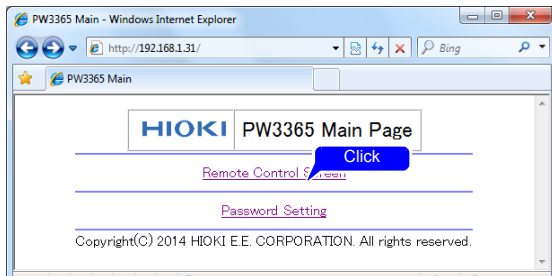 PW3365 Main - Windows Internet Explorer
http://192.168.1.31/
Bing
PW3365 Main
HIOKI PW3365 Main Page
Click
Remote Control Screen
Password Setting
Copyright(C) 2014 HIOKI E.E. CORPORATION. All rights reserved.